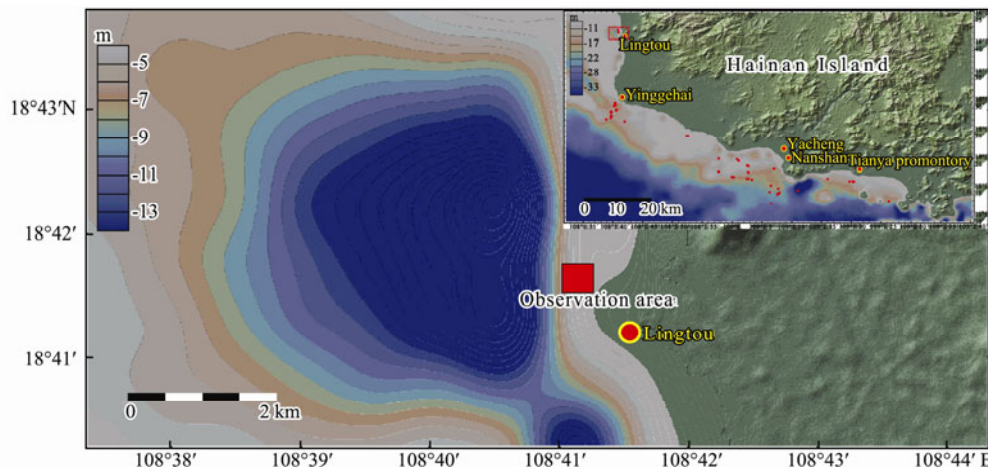 m
-5
-7
-9
-11
-13
18°43′N
18°42′
18°41′
0 2 km
108°38′ 108°39′ 108°40′ 108°41′ 108°42′ 108°43′ 108°44′ E
Observation area
Lingtou
m
-11
-17
-22
-28
-33
Lingtou
Hainan Island
Yinggehai
Yacheng
Nanshan
Tianya promontory
0 10 20 km